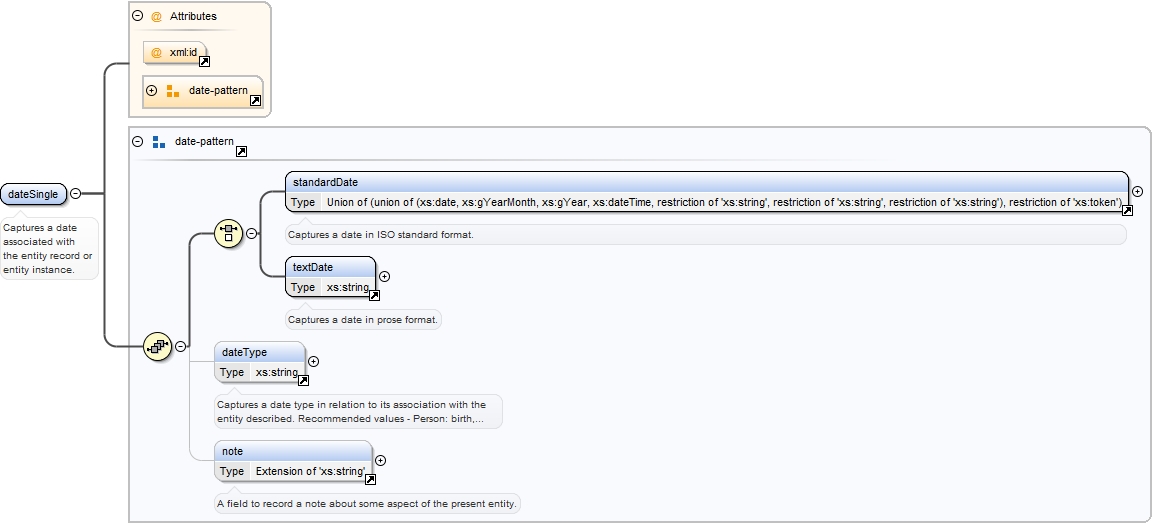 @ Attributes
@ xml:id
date-pattern
date-pattern
dateSingle
Captures a date
associated with
the entity record or
entity instance.
standardDate
Type Union of (union of (xs:date, xs:gYearMonth, xs:gYear, xs:dateTime, restriction of 'xs:string', restriction of 'xs:string', restriction of 'xs:string'), restriction of 'xs:token')
Captures a date in ISO standard format.
textDate
Type xs:string
Captures a date in prose format.
dateType
Type xs:string
Captures a date type in relation to its association with the
entity described. Recommended values - Person: birth,...
note
Type Extension of 'xs:string'
A field to record a note about some aspect of the present entity.